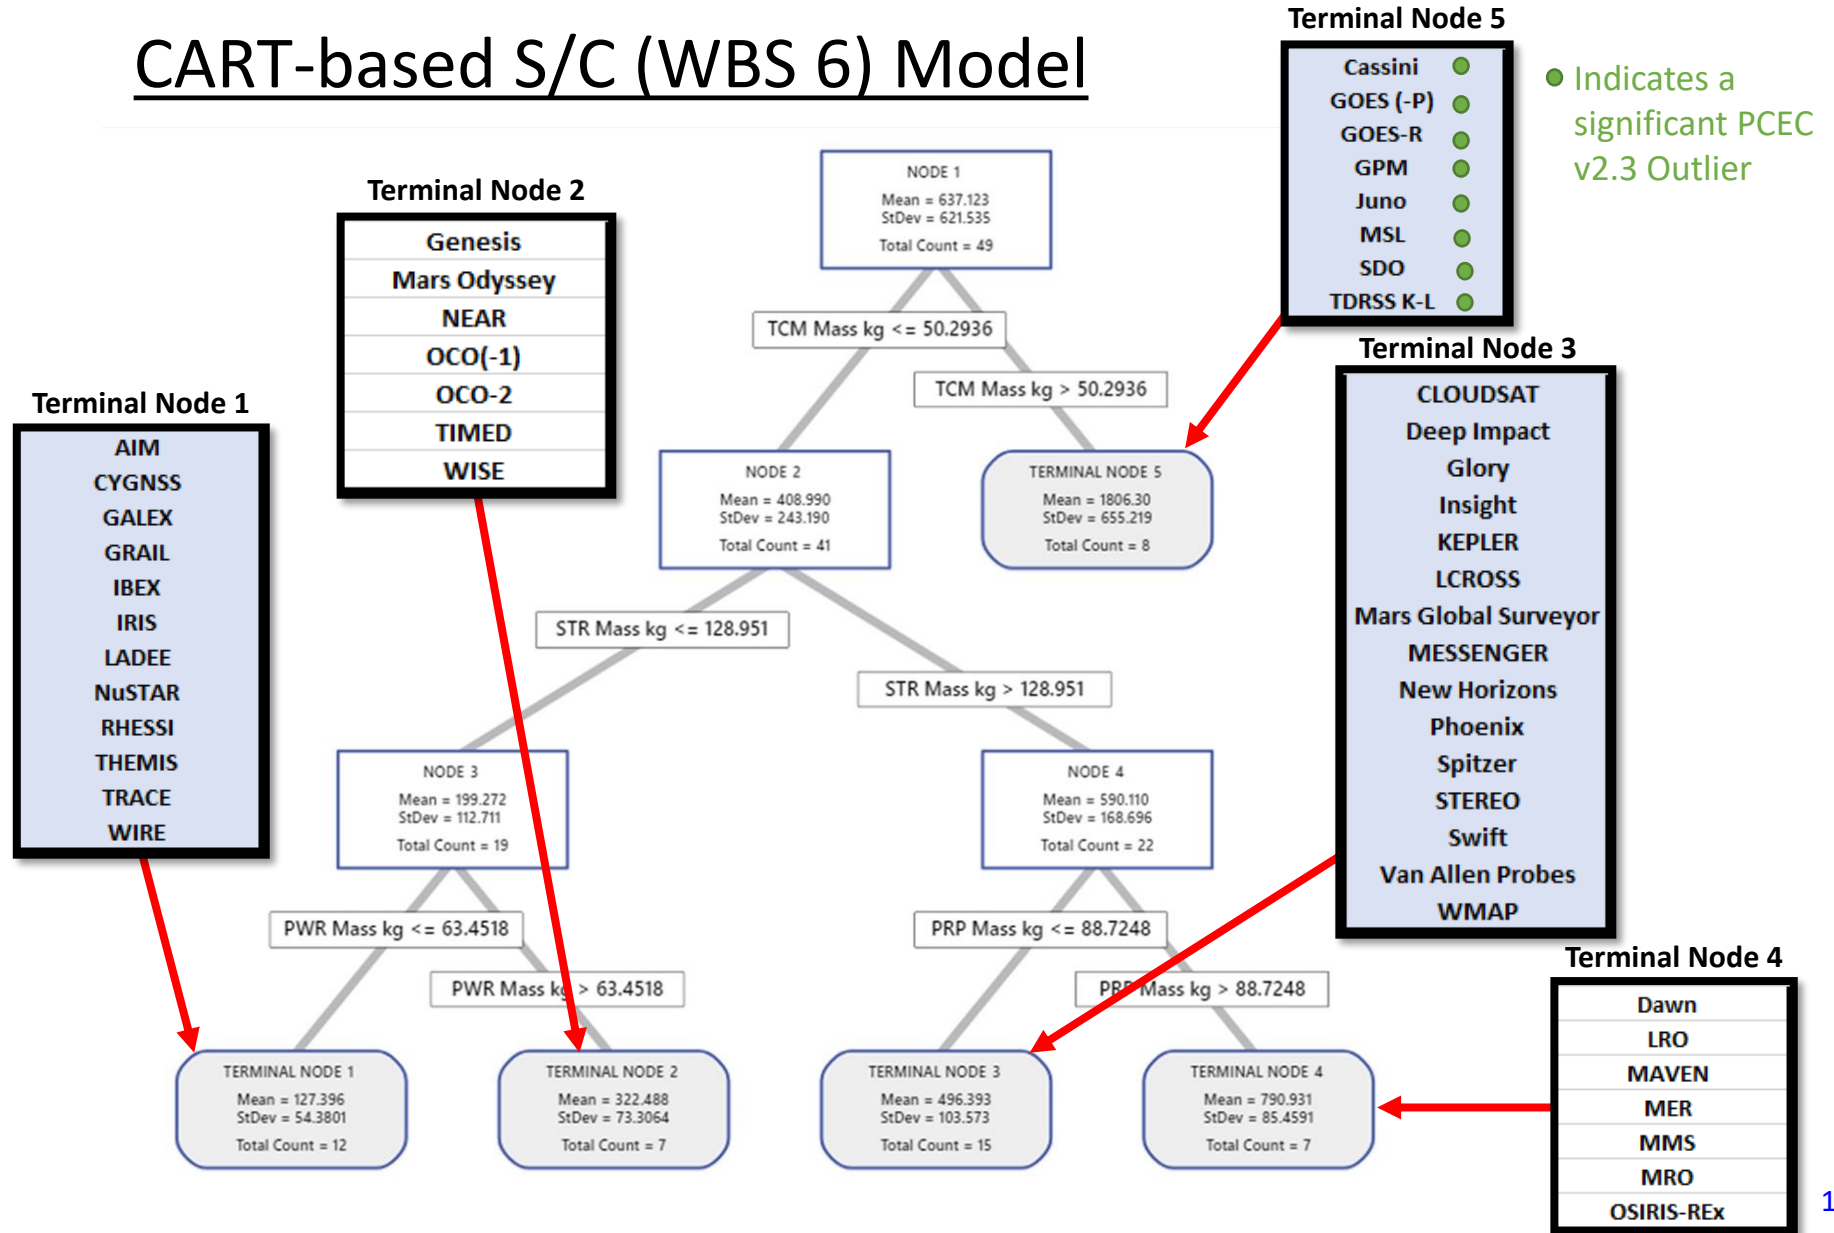 CART-based S/C (WBS 6) Model
Terminal Node 5
Cassini
GOES (-P)
GOES-R
GPM
Juno
MSL
SDO
TDRSS K-L
Indicates a
significant PCEC
v2.3 Outlier
NODE 1
Mean = 637.123
StDev = 621.535
Total Count = 49
Terminal Node 2
Genesis
Mars Odyssey
NEAR
OCO(-1)
OCO-2
TIMED
WISE
TCM Mass kg <= 50.2936
TCM Mass kg > 50.2936
Terminal Node 3
CLOUDSAT
Deep Impact
Glory
Insight
KEPLER
LCROSS
Mars Global Surveyor
MESSENGER
New Horizons
Phoenix
Spitzer
STEREO
Swift
Van Allen Probes
WMAP
Terminal Node 1
AIM
CYGNSS
GALEX
GRAIL
IBEX
IRIS
LADEE
NuSTAR
RHESSI
THEMIS
TRACE
WIRE
NODE 2
Mean = 408.990
StDev = 243.190
Total Count = 41
TERMINAL NODE 5
Mean = 1806.30
StDev = 655.219
Total Count = 8
STR Mass kg <= 128.951
STR Mass kg > 128.951
NODE 3
Mean = 199.272
StDev = 112.711
Total Count = 19
NODE 4
Mean = 590.110
StDev = 168.696
Total Count = 22
PWR Mass kg <= 63.4518
PWR Mass kg > 63.4518
PRP Mass kg <= 88.7248
PRP Mass kg > 88.7248
Terminal Node 4
Dawn
LRO
MAVEN
MER
MMS
MRO
OSIRIS-REx
TERMINAL NODE 1
Mean = 127.396
StDev = 54.3801
Total Count = 12
TERMINAL NODE 2
Mean = 322.488
StDev = 73.3064
Total Count = 7
TERMINAL NODE 3
Mean = 496.393
StDev = 103.573
Total Count = 15
TERMINAL NODE 4
Mean = 790.931
StDev = 85.4591
Total Count = 7
1